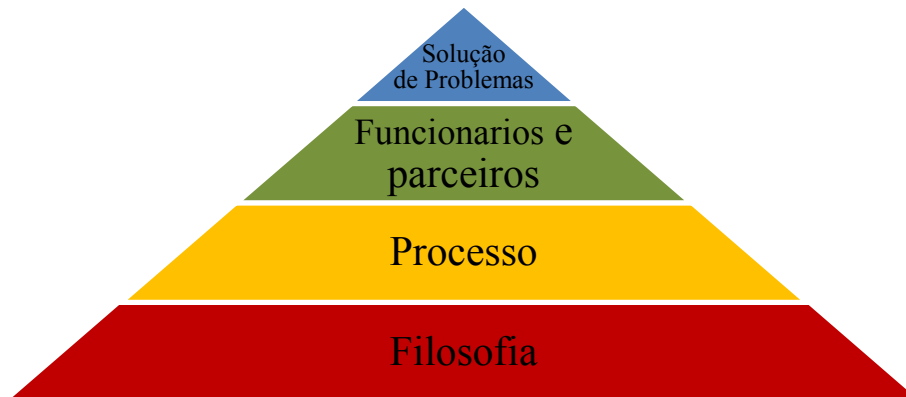 Solução
de Problemas
Funcionarios e
parceiros
Processo
Filosofia